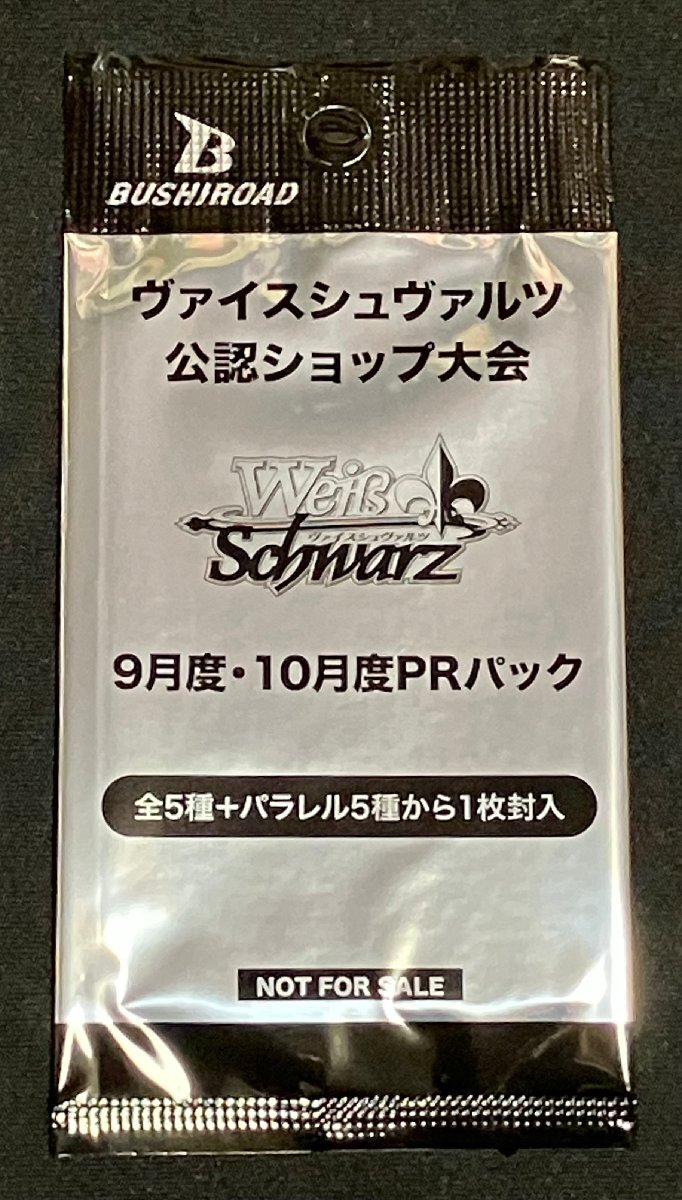 B
BUSHIROAD
ヴァイスシュヴァルツ
公認ショップ大会
Weiß
ヴァイスシュヴァルツ
Schwarz
9月度・10月度PRパック
全5種+パラレル5種から1枚封入
NOT FOR SALE